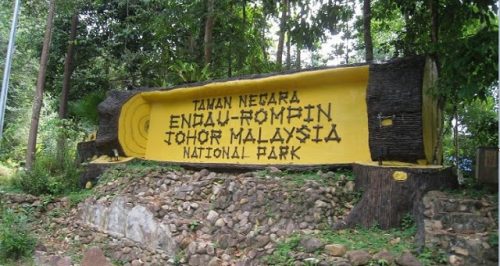 TAMAN NEGARA
ENDAU-ROMPIN
JOHOR MALAYSIA
NATIONAL PARK